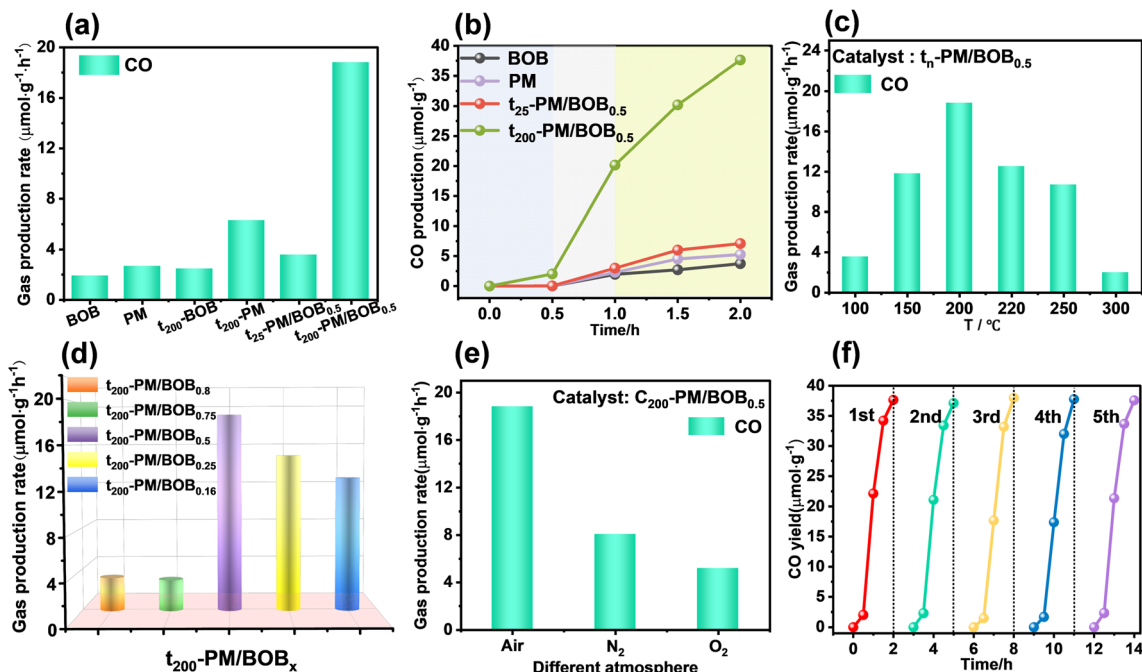 (a)
Gas production rate (μmol·g⁻¹·h⁻¹)
20
16
12
8
4
0
CO
BOB
PM
t₂₀₀-BOB
t₂₀₀-PM
t₂₅-PM/BOB₀.₅
t₂₀₀-PM/BOB₀.₅
(b)
CO production (μmol·g⁻¹)
40
35
30
25
20
15
10
5
0
BOB
PM
t₂₅-PM/BOB₀.₅
t₂₀₀-PM/BOB₀.₅
0.0
0.5
1.0
1.5
2.0
Time/h
(c)
Gas production rate(μmol·g⁻¹h⁻¹)
24
20
16
12
8
4
0
Catalyst : tₙ-PM/BOB₀.₅
CO
100
150
200
220
250
300
T / ℃
(d)
Gas production rate(μmol·g⁻¹h⁻¹)
20
16
12
8
4
0
t₂₀₀-PM/BOB₀.₈
t₂₀₀-PM/BOB₀.₇₅
t₂₀₀-PM/BOB₀.₅
t₂₀₀-PM/BOB₀.₂₅
t₂₀₀-PM/BOB₀.₁₆
t₂₀₀-PM/BOBₓ
(e)
Gas production rate(μmol·g⁻¹h⁻¹)
20
16
12
8
4
0
Catalyst: C₂₀₀-PM/BOB₀.₅
CO
Air
N₂
O₂
Different atmosphere
(f)
CO yield(μmol·g⁻¹)
40
35
30
25
20
15
10
5
0
1st
2nd
3rd
4th
5th
0
2
4
6
8
10
12
14
Time/h